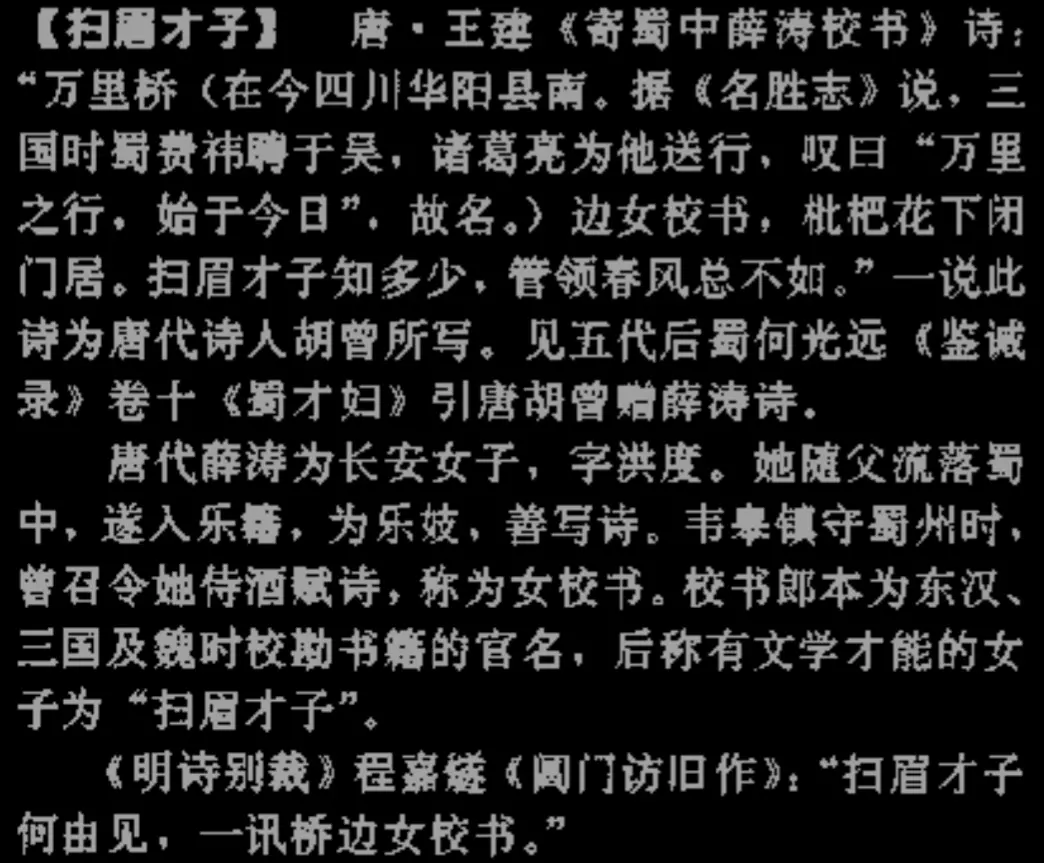 【扫眉才子】 唐·王建《寄蜀中薛涛校书》诗：
“万里桥（在今四川华阳县南。据《名胜志》说，三
国时蜀费祎聘于吴，诸葛亮为他送行，叹曰“万里
之行，始于今日”，故名。）边女校书，枇杷花下闭
门居。扫眉才子知多少，管领春风总不如。”一说此
诗为唐代诗人胡曾所写。见五代后蜀何光远《鉴诫
录》卷十《蜀才妇》引唐胡曾赠薛涛诗。
唐代薛涛为长安女子，字洪度。她随父流落蜀
中，遂入乐籍，为乐妓，善写诗。韦皋镇守蜀州时，
曾召令她侍酒赋诗，称为女校书。校书郎本为东汉、
三国及魏时校勘书籍的官名，后称有文学才能的女
子为“扫眉才子”。
《明诗别裁》程嘉燧《阊门访旧作》：“扫眉才子
何由见，一讯桥边女校书。”